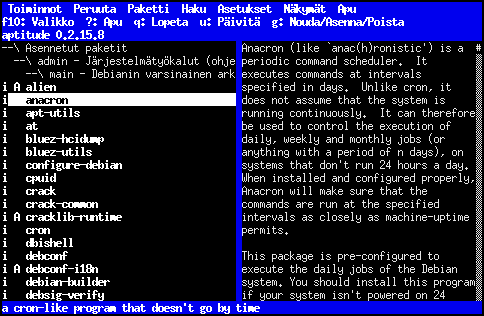 Toiminnot Peruuta Paketti Haku Asetukset Näkymät Apu
f10: Valikko ?: Apu q: Lopeta u: Päivitä g: Nouda/Asenna/Poista
aptitude 0.2.15.8
--\ Asennetut paketit
--\ admin - Järjestelmätyökalut (ohje
--\ main - Debianin varsinainen ark
i A alien
i anacron
i apt-utils
i at
i bluez-hcidump
i bluez-utils
i configure-debian
i cpuid
i crack
i crack-common
i A cracklib-runtime
i cron
i dbishell
i debconf
i A debconf-i18n
i debian-builder
i debsig-verify
Anacron (like `anac(h)ronistic') is a #
periodic command scheduler. It
executes commands at intervals
specified in days. Unlike cron, it
does not assume that the system is
running continuously. It can therefore
be used to control the execution of
daily, weekly and monthly jobs (or
anything with a period of n days), on
systems that don't run 24 hours a day.
When installed and configured properly,
Anacron will make sure that the
commands are run at the specified
intervals as closely as machine-uptime
permits.
This package is pre-configured to
execute the daily jobs of the Debian
system. You should install this program
if your system isn't powered on 24
a cron-like program that doesn't go by time